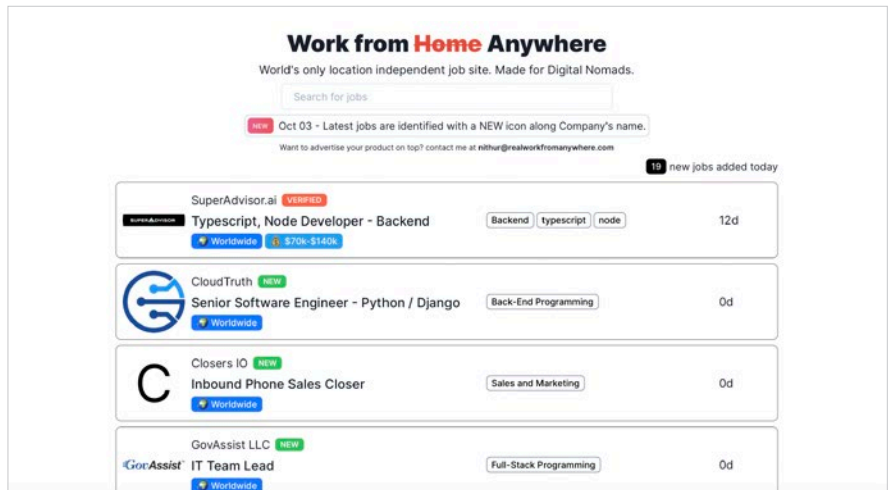 Work from Home Anywhere
World's only location independent job site. Made for Digital Nomads.
Search for jobs
NEW Oct 03 - Latest jobs are identified with a NEW icon along Company's name.
Want to advertise your product on top? contact me at nithur@realworkfromanywhere.com
19 new jobs added today
SuperAdvisor.ai VERIFIED
SUPERADVISOR Typescript, Node Developer - Backend Backend typescript node 12d
Worldwide $70k-$140k
CloudTruth NEW
Senior Software Engineer - Python / Django Back-End Programming 0d
Worldwide
Closers IO NEW
C Inbound Phone Sales Closer Sales and Marketing 0d
Worldwide
GovAssist LLC NEW
GovAssist IT Team Lead Full-Stack Programming 0d
Worldwide